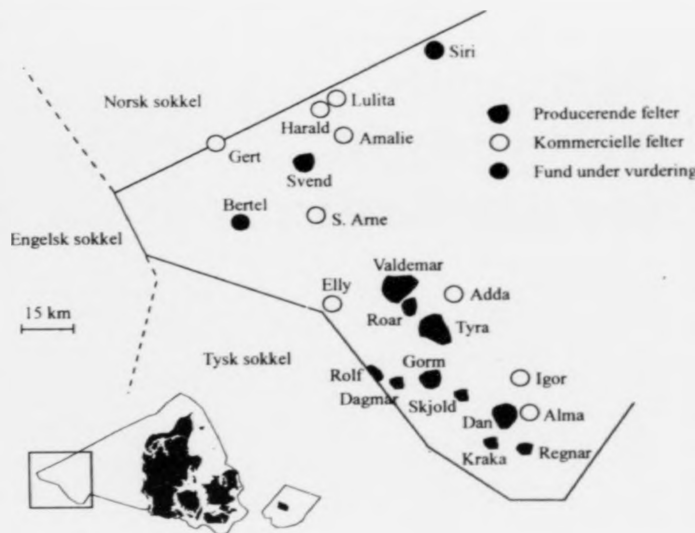 Siri
Norsk sokkel
Lulita
Harald
Amalie
Gert
Svend
Bertel
S. Arne
Engelsk sokkel
Producerende felter
Kommercielle felter
Fund under vurdering
Valdemar
Elly
Adda
Roar
Tyra
15 km
Tysk sokkel
Gorm
Rolf
Igor
Dagmar
Skjold
Dan
Alma
Kraka
Regnar